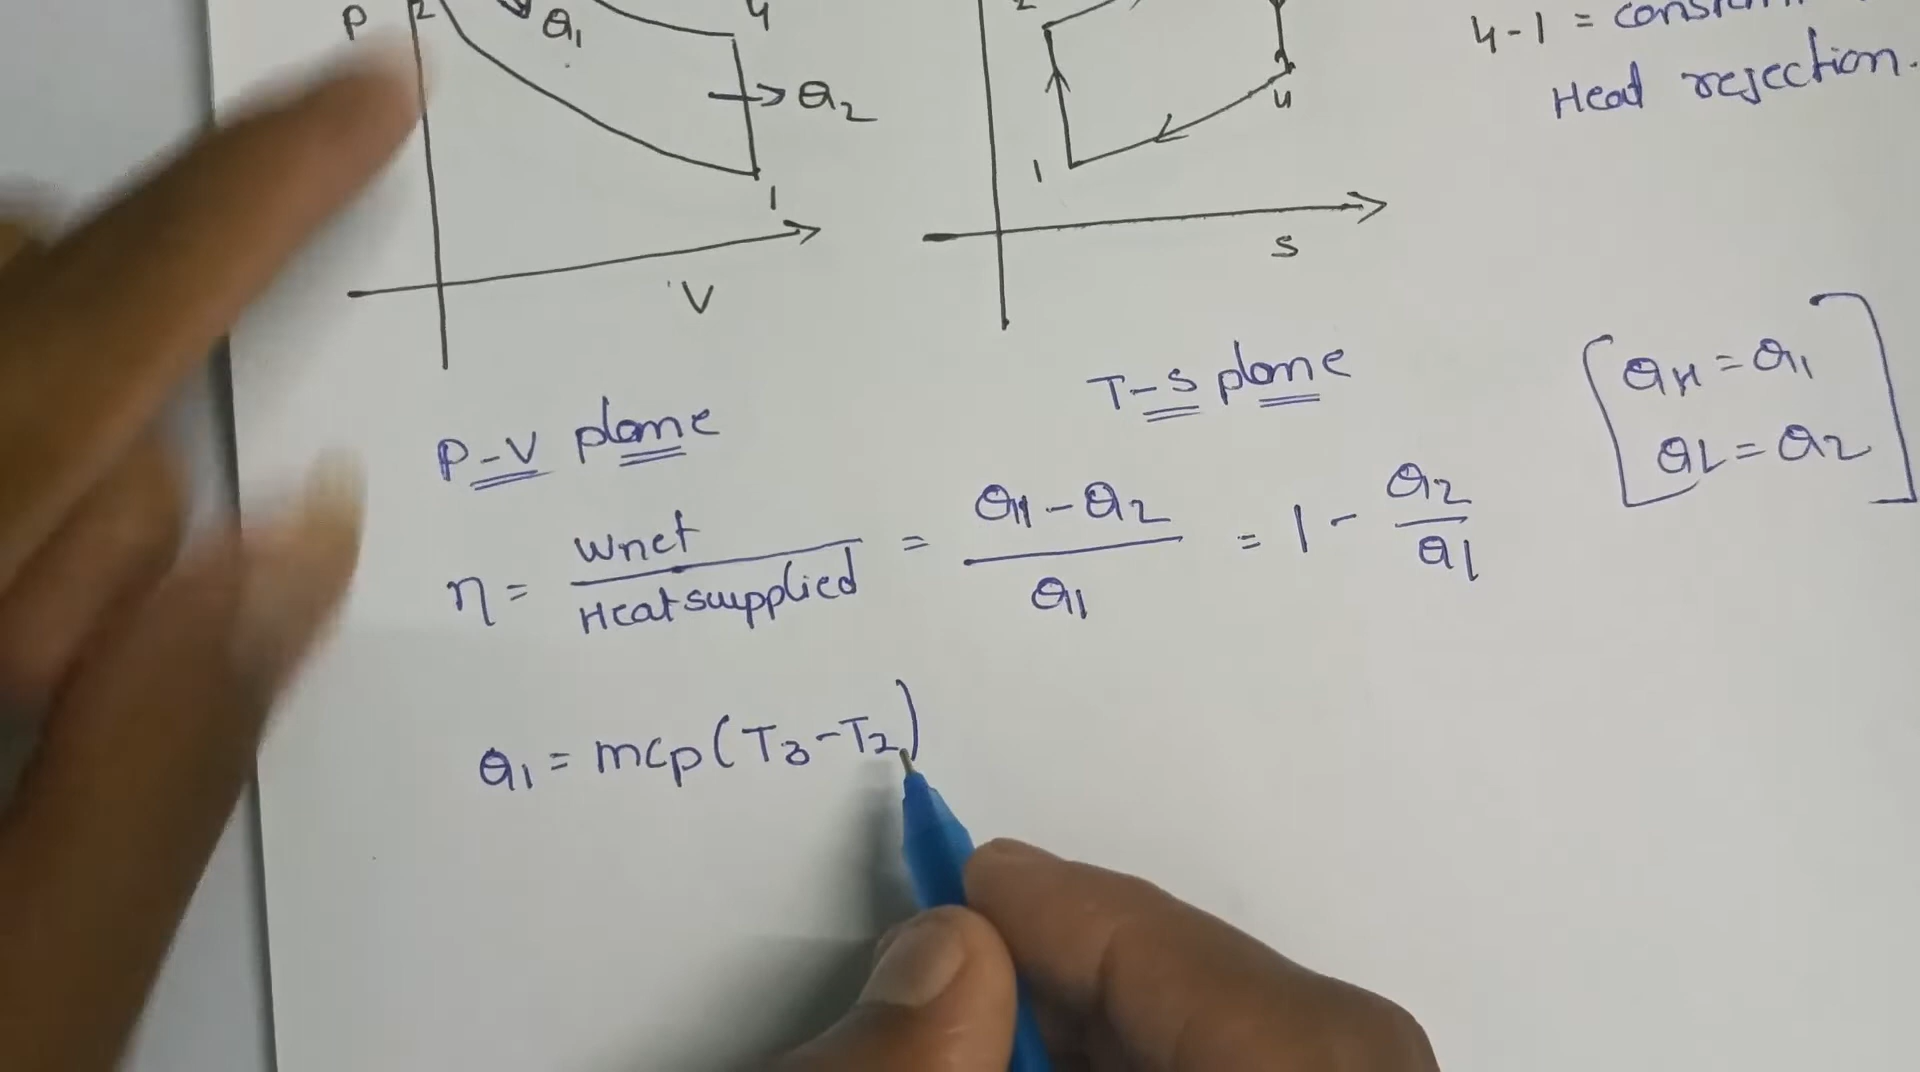 P 2 Q1 4
Q2
1
V
2
4
1
S
4-1 =
Heat rejection.
P-V plane
T-S plane
QH = Q1
QL = Q2
η = Wnet / Heat supplied = Q1 - Q2 / Q1 = 1 - Q2 / Q1
Q1 = mcp(T3-T2)